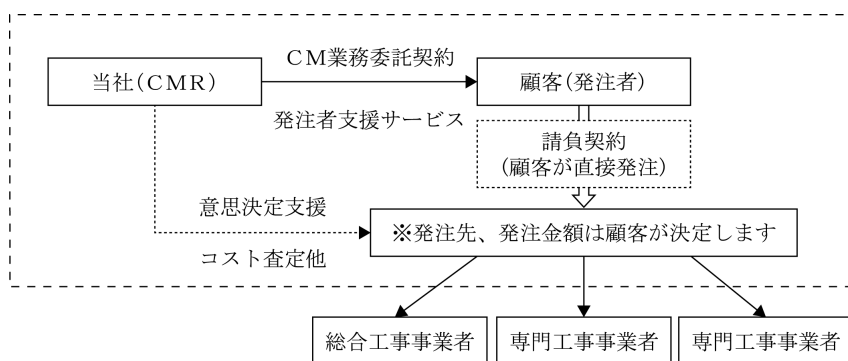 CM業務委託契約
当社(CMR)
顧客(発注者)
発注者支援サービス
請負契約
(顧客が直接発注)
意思決定支援
※発注先、発注金額は顧客が決定します
コスト査定他
総合工事事業者
専門工事事業者
専門工事事業者